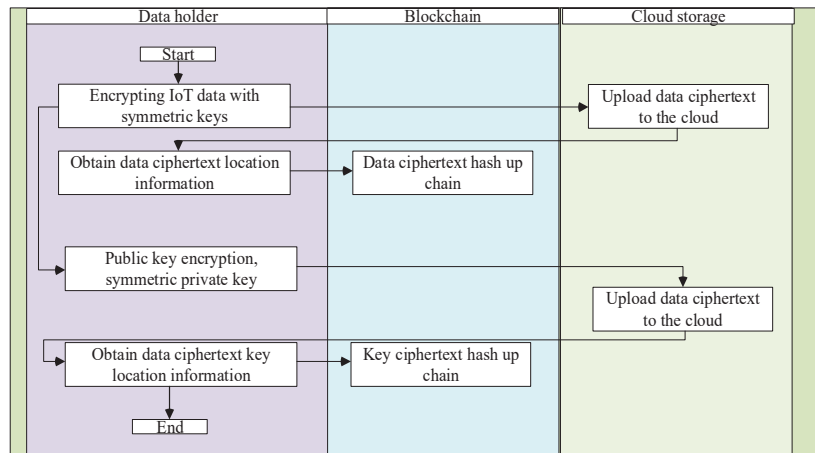 Data holder
Blockchain
Cloud storage
Start
Encrypting IoT data with
symmetric keys
Upload data ciphertext
to the cloud
Obtain data ciphertext location
information
Data ciphertext hash up
chain
Public key encryption,
symmetric private key
Upload data ciphertext
to the cloud
Obtain data ciphertext key
location information
Key ciphertext hash up
chain
End